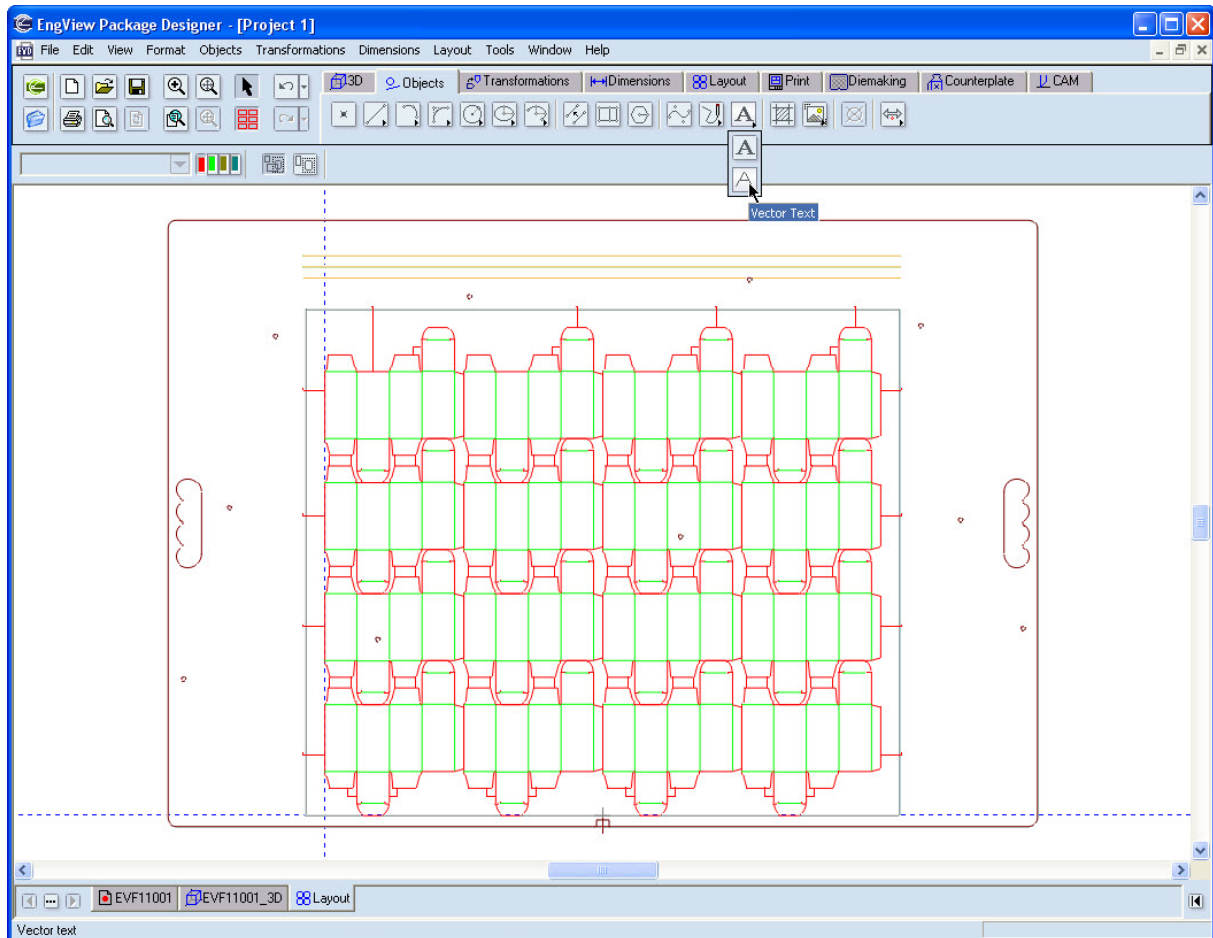 EngView Package Designer - [Project 1]
File Edit View Format Objects Transformations Dimensions Layout Tools Window Help
3D Objects Transformations Dimensions Layout Print Diemaking Counterplate CAM
A
A
A
Vector Text
EVF11001 EVF11001_3D Layout
Vector text